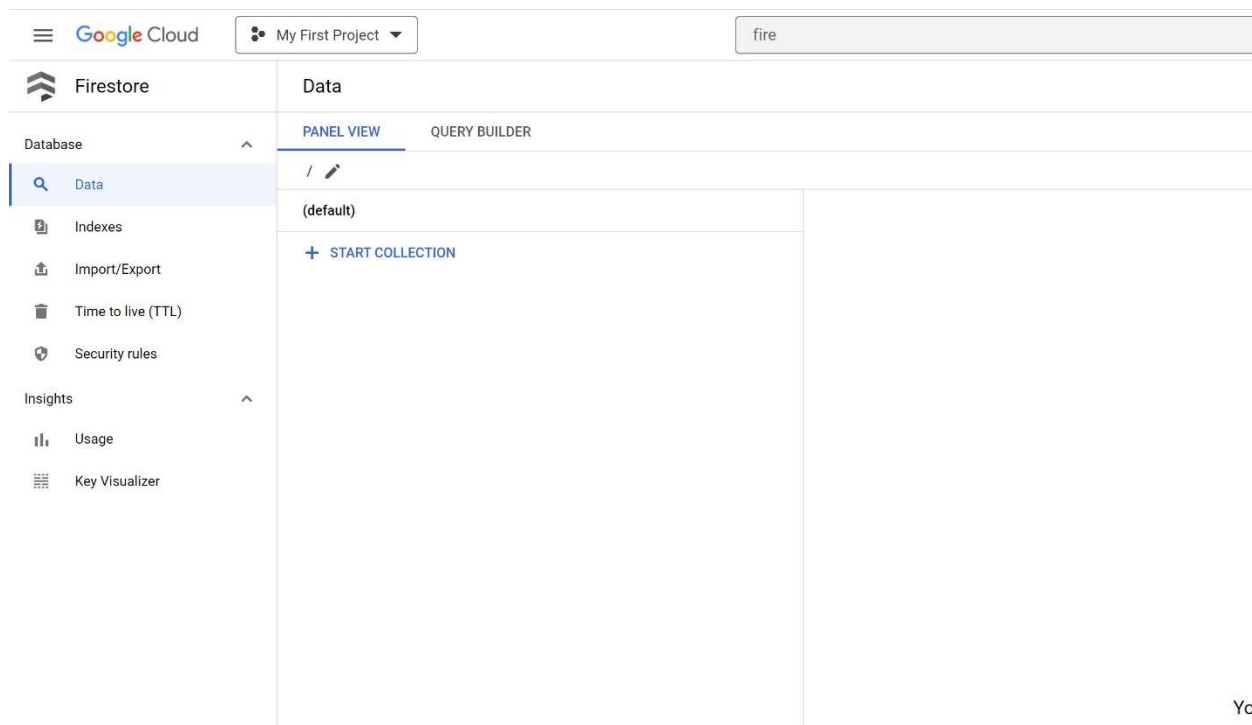 Google Cloud
My First Project
fire
Firestore
Data
Database
PANEL VIEW
QUERY BUILDER
Data
/
(default)
Indexes
START COLLECTION
Import/Export
Time to live (TTL)
Security rules
Insights
Usage
Key Visualizer